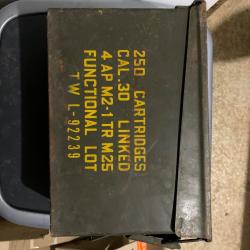 250 CARTRIDGES
CAL .30 LINKED
4 AP M2-1 TR M25
FUNCTIONAL LOT
T W L-92239